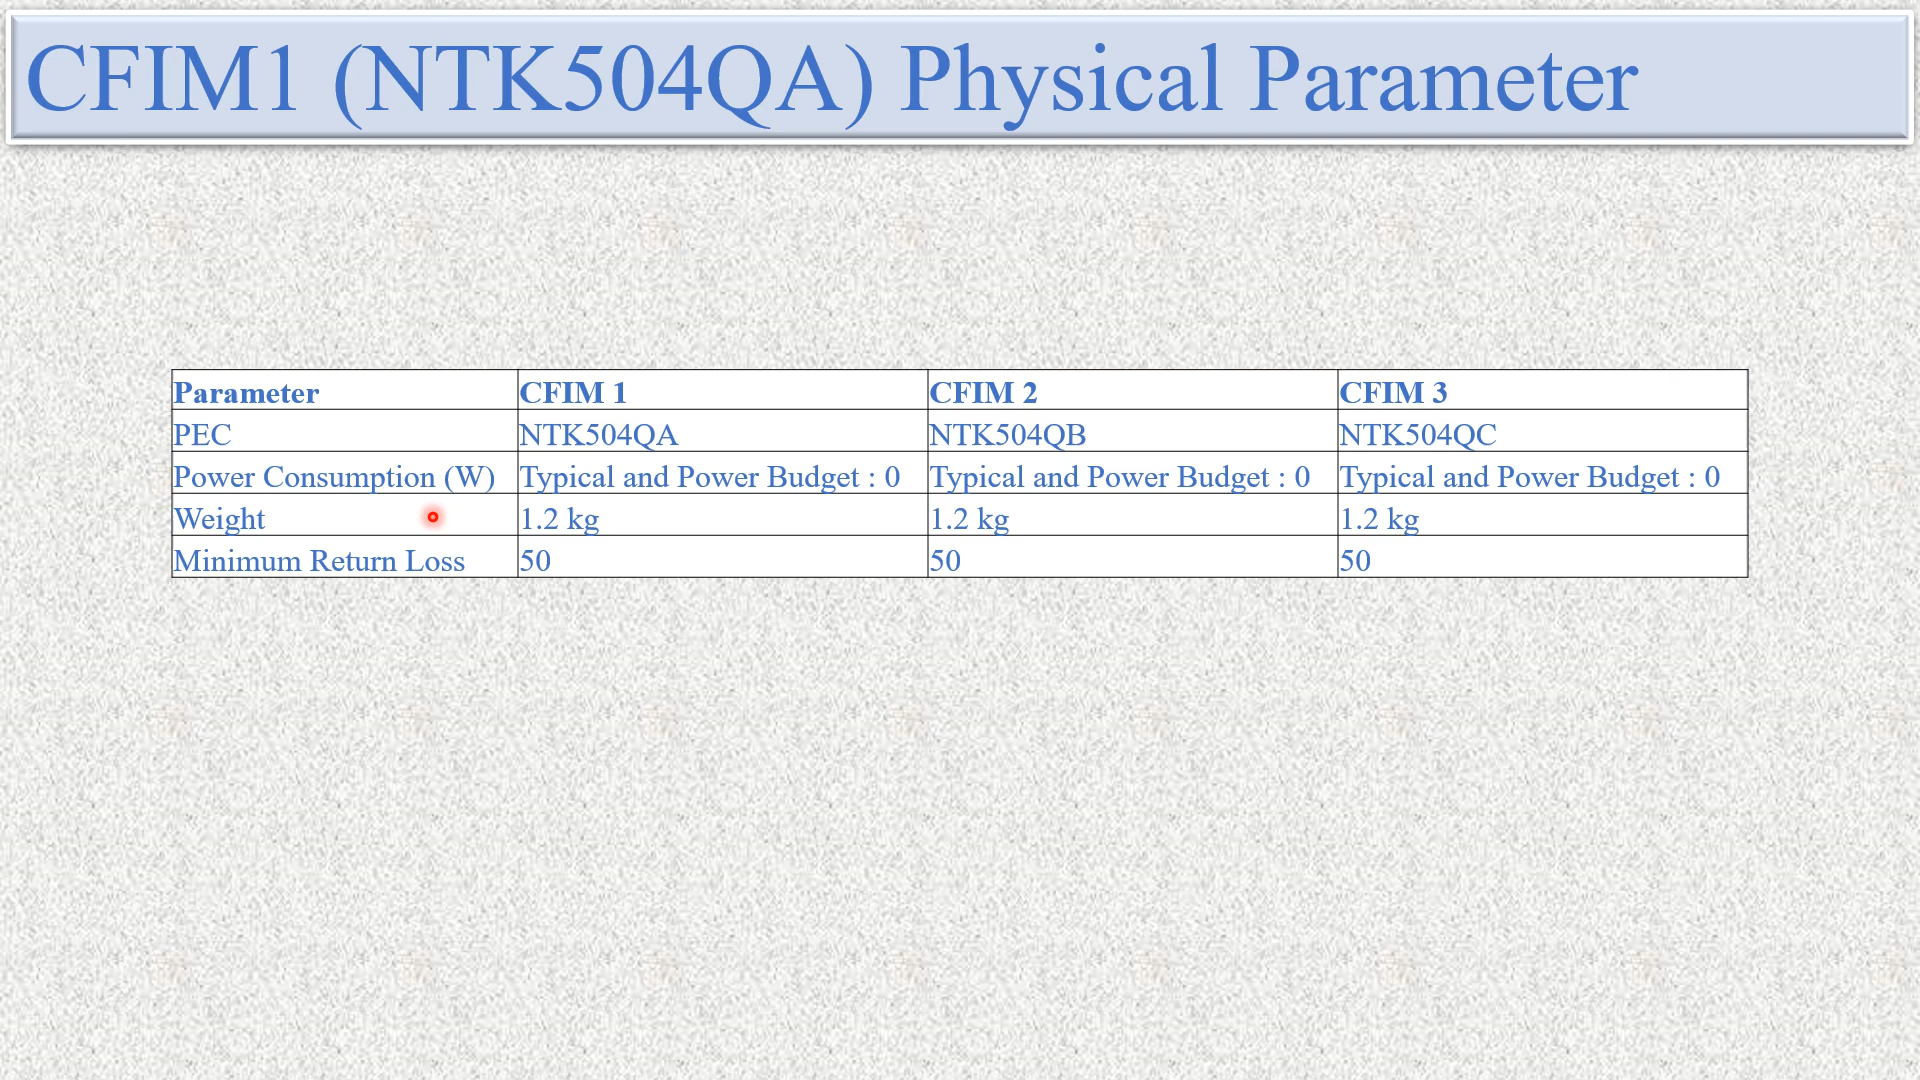 CFIM1 (NTK504QA) Physical Parameter
Parameter CFIM 1 CFIM 2 CFIM 3
PEC NTK504QA NTK504QB NTK504QC
Power Consumption (W) Typical and Power Budget : 0 Typical and Power Budget : 0 Typical and Power Budget : 0
Weight 1.2 kg 1.2 kg 1.2 kg
Minimum Return Loss 50 50 50